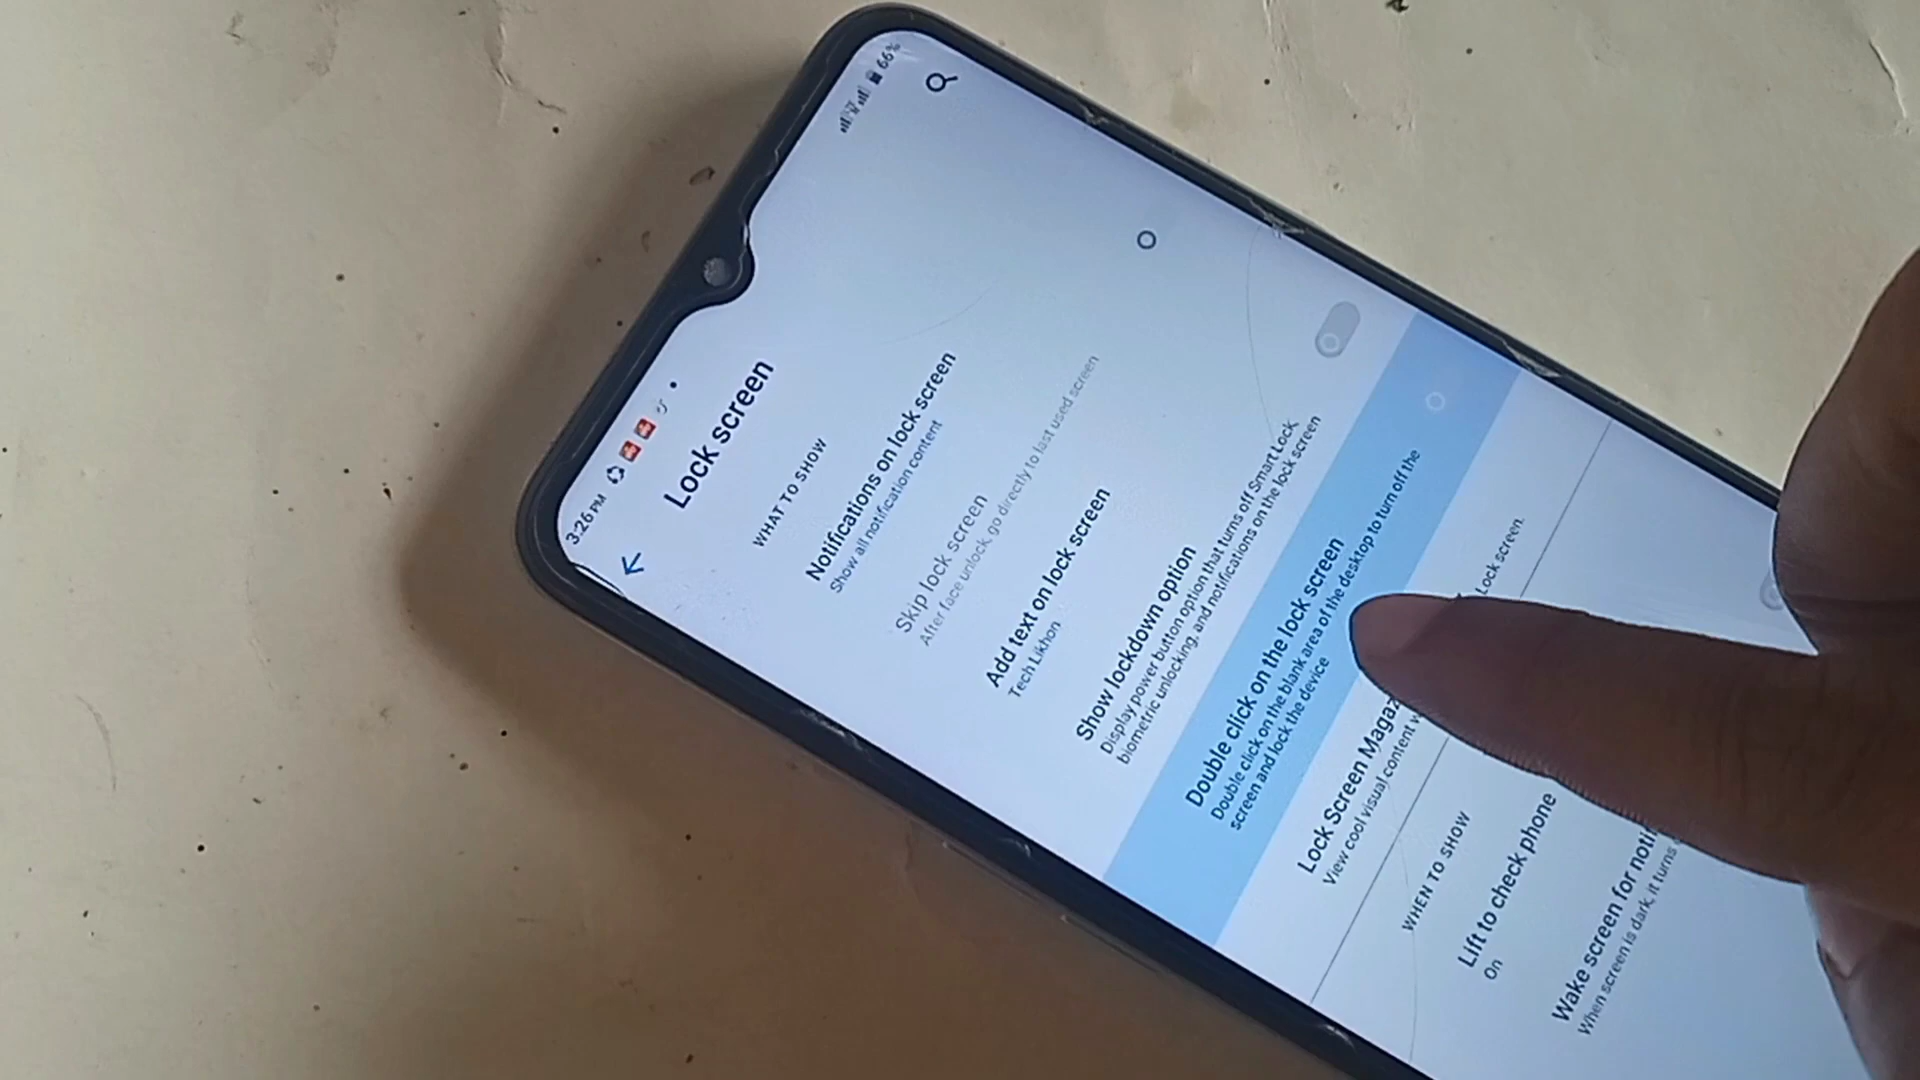 3:26 PM
66%
Lock screen
WHAT TO SHOW
Notifications on lock screen
Show all notification content
Skip lock screen
After face unlock, go directly to last used screen
Add text on lock screen
Tech Likhon
Show lockdown option
Display power button option that turns off Smart Lock,
biometric unlocking, and notifications on the lock screen
Double click on the lock screen
Double click on the blank area of the desktop to turn off the
screen and lock the device
Lock Screen
View cool visual content Lock screen.
WHEN TO SHOW
Lift to check phone
On
Wake screen for
When screen is dark, it turns